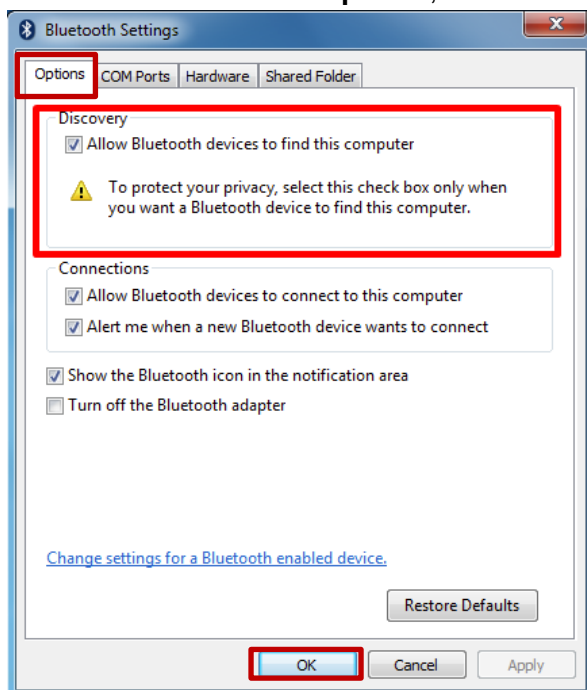 Bluetooth Settings
Options COM Ports Hardware Shared Folder
Discovery
Allow Bluetooth devices to find this computer
To protect your privacy, select this check box only when
you want a Bluetooth device to find this computer.
Connections
Allow Bluetooth devices to connect to this computer
Alert me when a new Bluetooth device wants to connect
Show the Bluetooth icon in the notification area
Turn off the Bluetooth adapter
Change settings for a Bluetooth enabled device.
Restore Defaults
OK Cancel Apply